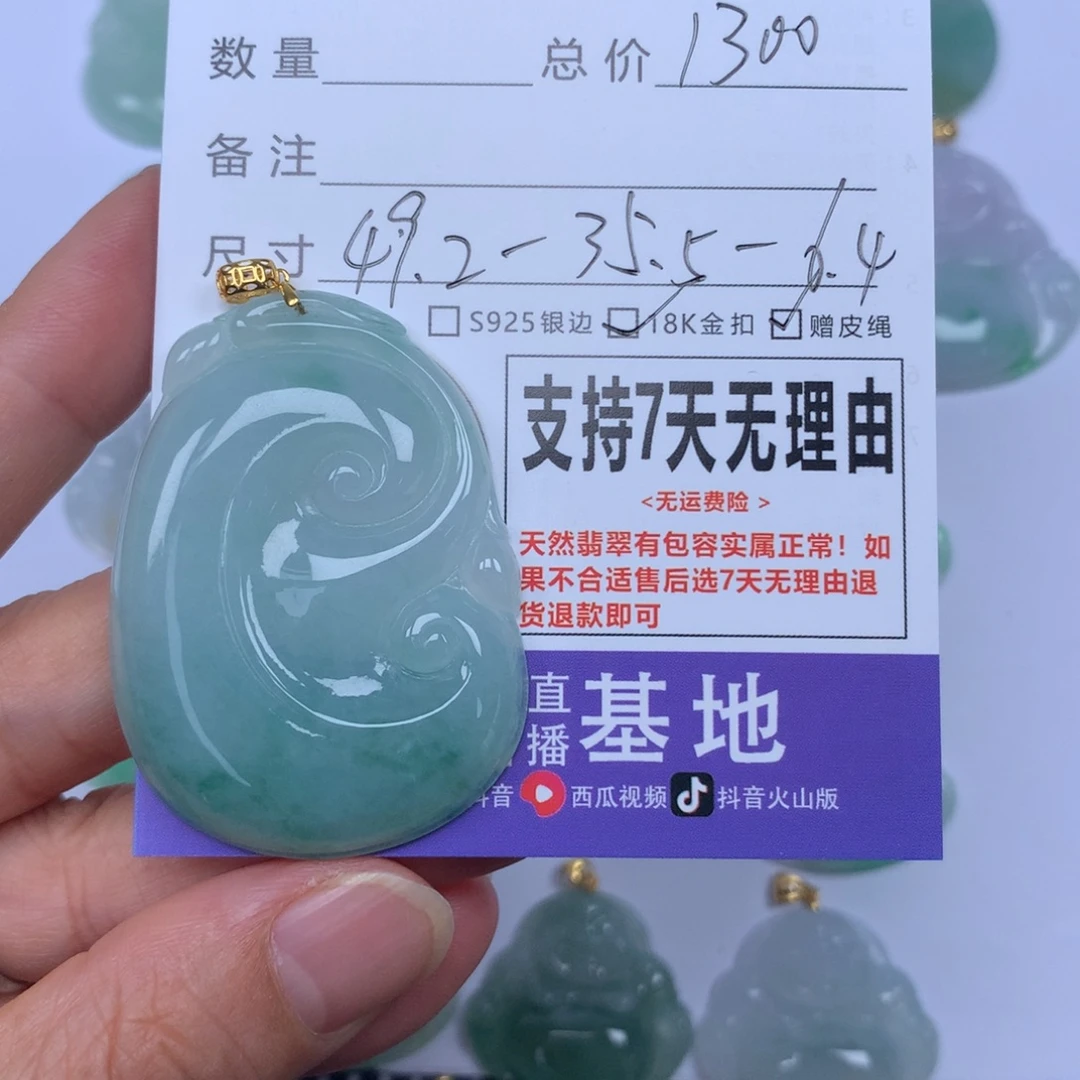 数量 总价 1300
备注
尺寸 49.2-35.5-6.4
S925银边 18K金扣 赠皮绳
支持7天无理由
<无运费险>
天然翡翠有包容实属正常!如
果不合适售后选7天无理由退
货退款即可
直播基地
抖音 西瓜视频 抖音火山版